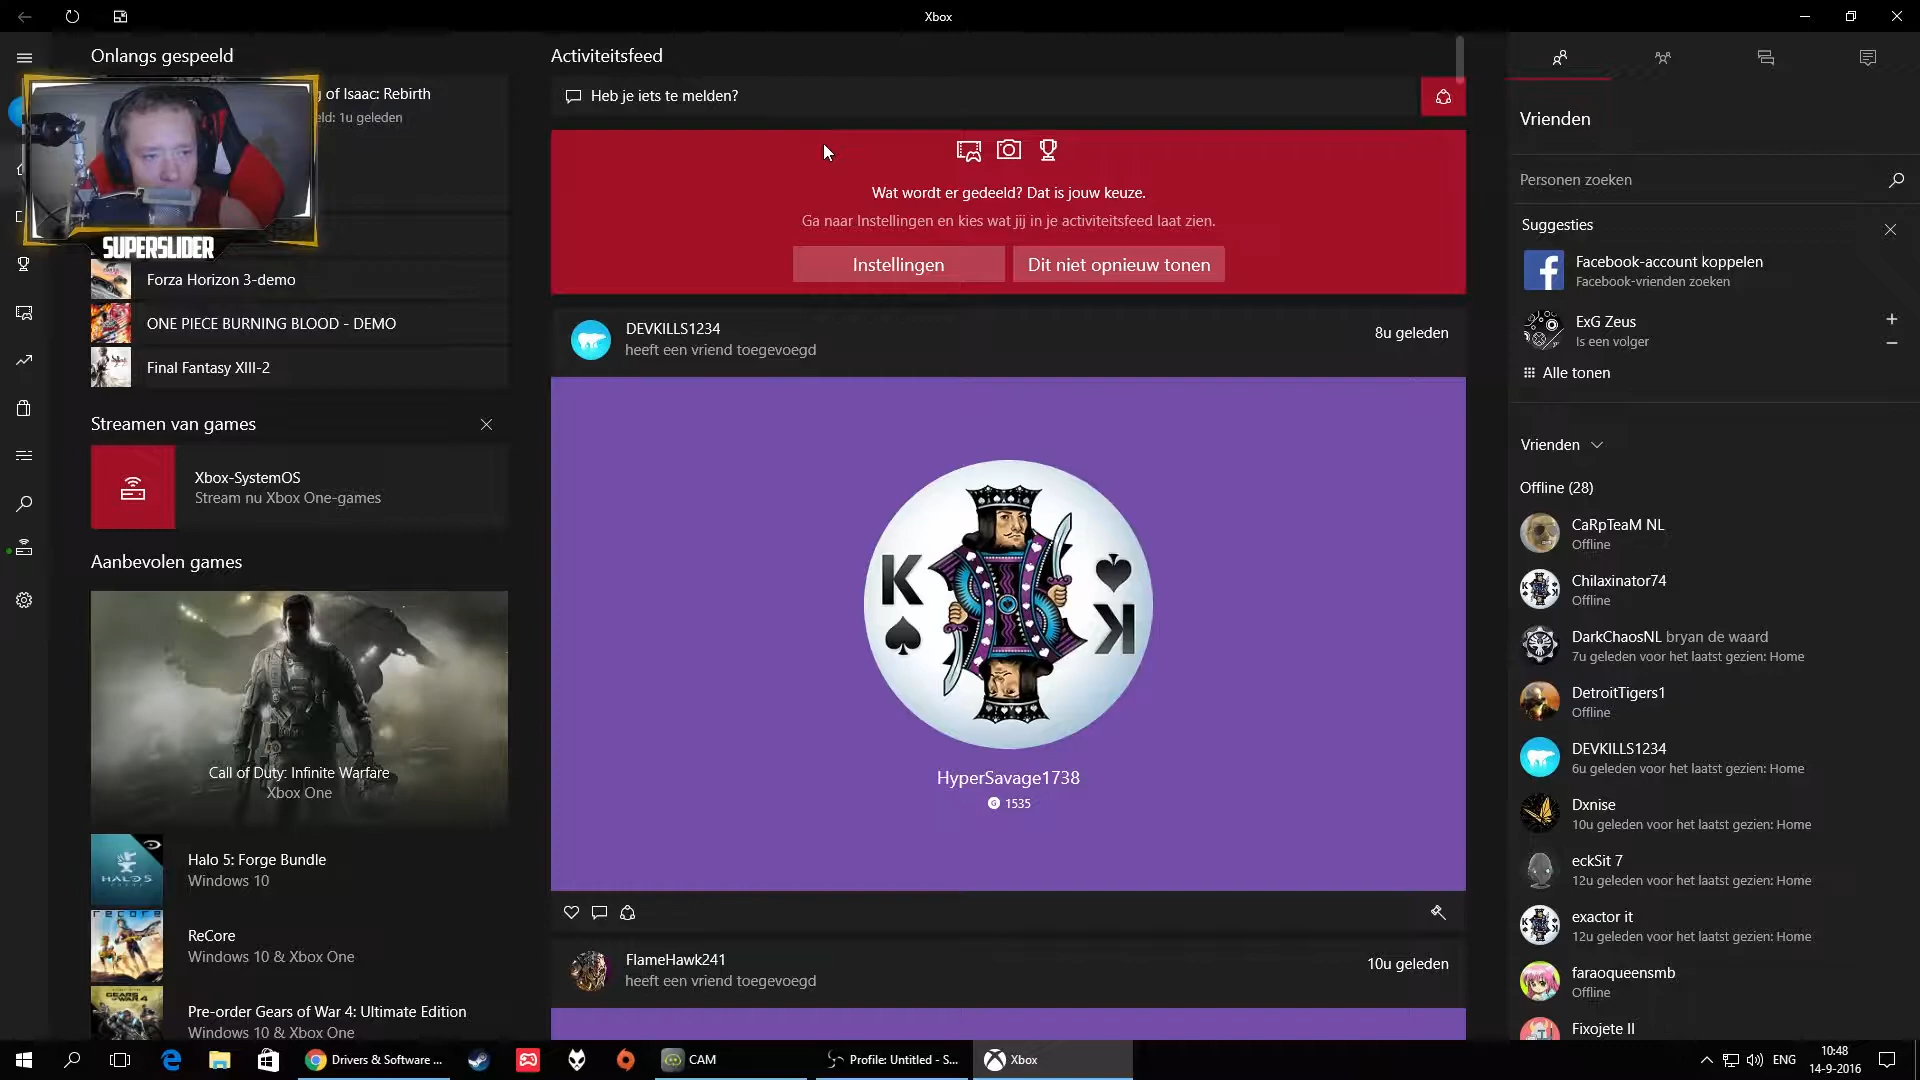 Xbox
Onlangs gespeeld
g of Isaac: Rebirth
eld: 1u geleden
SUPERSLIDER
Forza Horizon 3-demo
ONE PIECE BURNING BLOOD - DEMO
Final Fantasy XIII-2
Streamen van games
Xbox-SystemOS
Stream nu Xbox One-games
Aanbevolen games
Call of Duty: Infinite Warfare
Xbox One
HALO 5
Halo 5: Forge Bundle
Windows 10
RECORE
ReCore
Windows 10 & Xbox One
GEARS OF WAR 4
Pre-order Gears of War 4: Ultimate Edition
Windows 10 & Xbox One
Activiteitsfeed
Heb je iets te melden?
Wat wordt er gedeeld? Dat is jouw keuze.
Ga naar Instellingen en kies wat jij in je activiteitsfeed laat zien.
Instellingen
Dit niet opnieuw tonen
DEVKILLS1234
8u geleden
heeft een vriend toegevoegd
K
K
HyperSavage1738
G 1535
FlameHawk241
10u geleden
heeft een vriend toegevoegd
Vrienden
Personen zoeken
Suggesties
Facebook-account koppelen
Facebook-vrienden zoeken
ExG Zeus
Is een volger
Alle tonen
Vrienden
Offline (28)
CaRpTeaM NL
Offline
Chilaxinator74
Offline
DarkChaosNL bryan de waard
7u geleden voor het laatst gezien: Home
DetroitTigers1
Offline
DEVKILLS1234
6u geleden voor het laatst gezien: Home
Dxnise
10u geleden voor het laatst gezien: Home
eckSit 7
12u geleden voor het laatst gezien: Home
exactor it
12u geleden voor het laatst gezien: Home
faraoqueensmb
Offline
Fixojete II
Drivers & Software ...
CAM
Profile: Untitled - S...
Xbox
ENG
10:48
14-9-2016